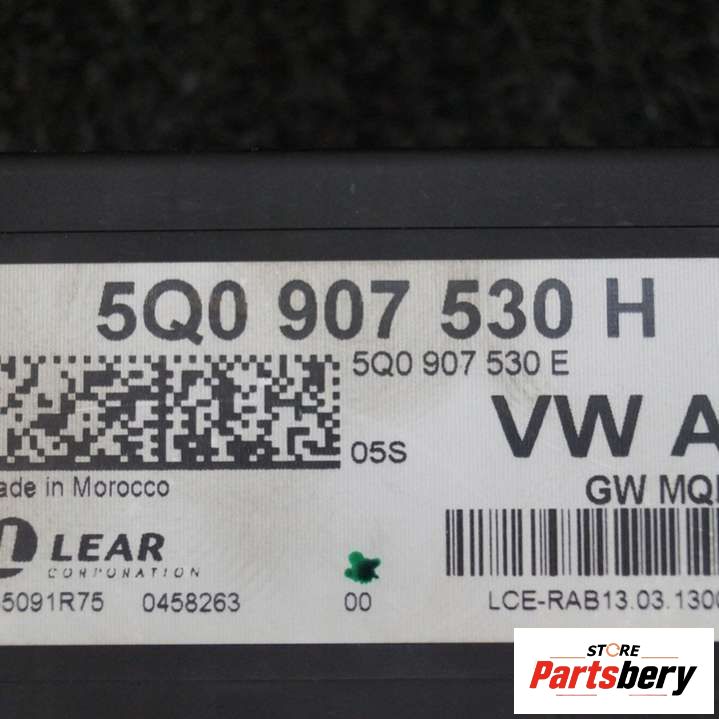 5Q0 907 530 H
5Q0 907 530 E
05S
VW A
GW MQ
ade in Morocco
LEAR
CORPORATION
5091R75 0458263 00
LCE-RAB13.03.130
STORE
Partsbery